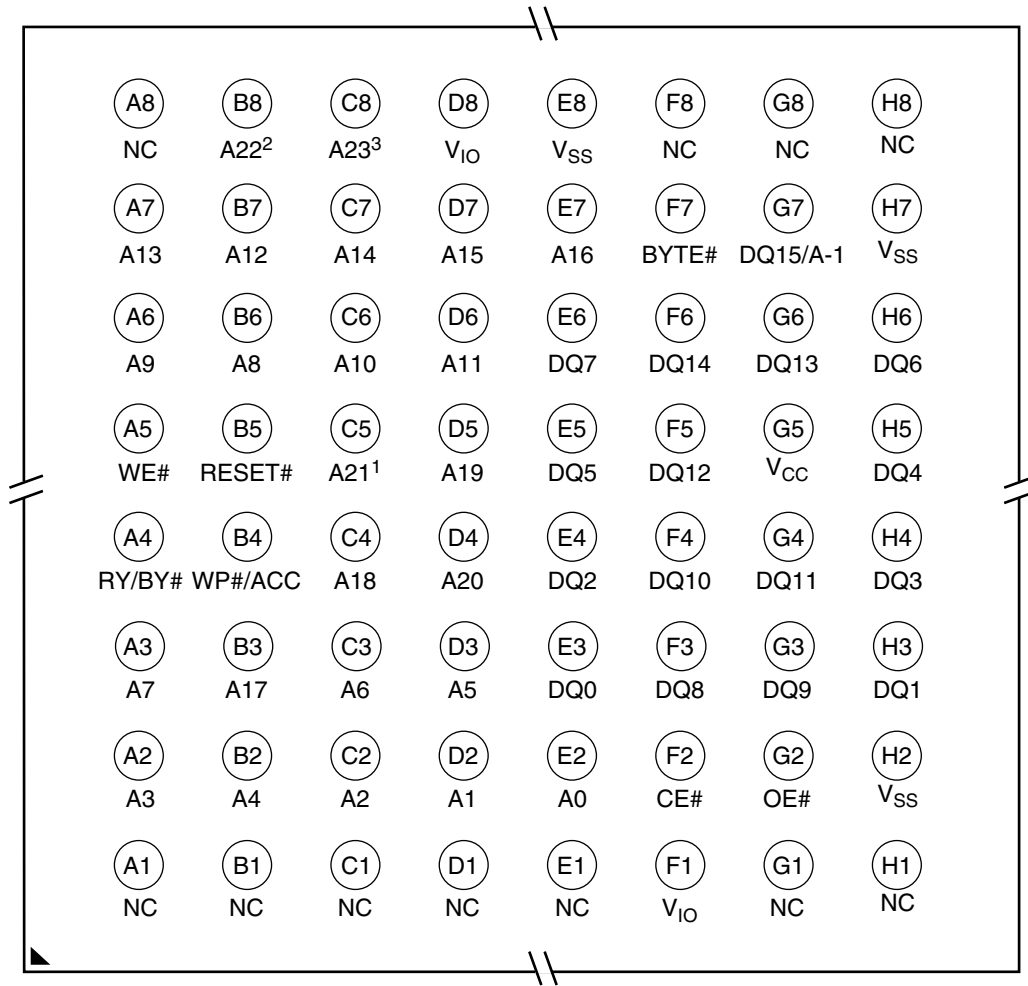 A8 B8 C8 D8 E8 F8 G8 H8
NC A22² A23³ V_IO V_SS NC NC NC
A7 B7 C7 D7 E7 F7 G7 H7
A13 A12 A14 A15 A16 BYTE# DQ15/A-1 V_SS
A6 B6 C6 D6 E6 F6 G6 H6
A9 A8 A10 A11 DQ7 DQ14 DQ13 DQ6
A5 B5 C5 D5 E5 F5 G5 H5
WE# RESET# A21¹ A19 DQ5 DQ12 V_CC DQ4
A4 B4 C4 D4 E4 F4 G4 H4
RY/BY# WP#/ACC A18 A20 DQ2 DQ10 DQ11 DQ3
A3 B3 C3 D3 E3 F3 G3 H3
A7 A17 A6 A5 DQ0 DQ8 DQ9 DQ1
A2 B2 C2 D2 E2 F2 G2 H2
A3 A4 A2 A1 A0 CE# OE# V_SS
A1 B1 C1 D1 E1 F1 G1 H1
NC NC NC NC NC V_IO NC NC